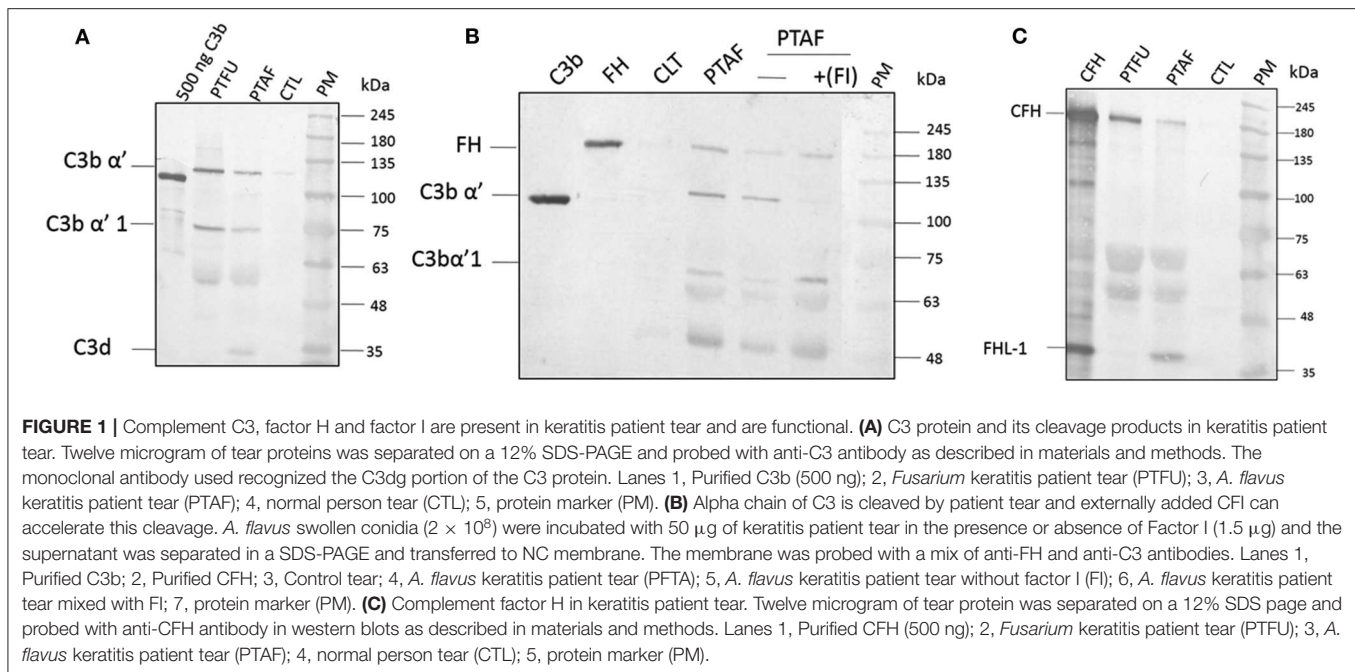 A
500 ng C3b
PTFU
PTAF
CTL
PM
kDa
245
180
135
100
75
63
48
35
C3b α'
C3b α' 1
C3d
B
C3b
FH
CLT
PTAF
PTAF
—
+(FI)
PM
kDa
245
180
135
100
75
63
48
FH
C3b α'
C3bα'1
C
CFH
PTFU
PTAF
CTL
PM
kDa
245
180
135
100
75
63
48
35
CFH
FHL-1
FIGURE 1 | Complement C3, factor H and factor I are present in keratitis patient tear and are functional. (A) C3 protein and its cleavage products in keratitis patient
tear. Twelve microgram of tear proteins was separated on a 12% SDS-PAGE and probed with anti-C3 antibody as described in materials and methods. The
monoclonal antibody used recognized the C3dg portion of the C3 protein. Lanes 1, Purified C3b (500 ng); 2, Fusarium keratitis patient tear (PTFU); 3, A. flavus
keratitis patient tear (PTAF); 4, normal person tear (CTL); 5, protein marker (PM). (B) Alpha chain of C3 is cleaved by patient tear and externally added CFI can
accelerate this cleavage. A. flavus swollen conidia (2 × 10⁸) were incubated with 50 μg of keratitis patient tear in the presence or absence of Factor I (1.5 μg) and the
supernatant was separated in a SDS-PAGE and transferred to NC membrane. The membrane was probed with a mix of anti-FH and anti-C3 antibodies. Lanes 1,
Purified C3b; 2, Purified CFH; 3, Control tear; 4, A. flavus keratitis patient tear (PFTA); 5, A. flavus keratitis patient tear without factor I (FI); 6, A. flavus keratitis patient
tear mixed with FI; 7, protein marker (PM). (C) Complement factor H in keratitis patient tear. Twelve microgram of tear protein was separated on a 12% SDS page and
probed with anti-CFH antibody in western blots as described in materials and methods. Lanes 1, Purified CFH (500 ng); 2, Fusarium keratitis patient tear (PTFU); 3, A.
flavus keratitis patient tear (PTAF); 4, normal person tear (CTL); 5, protein marker (PM).